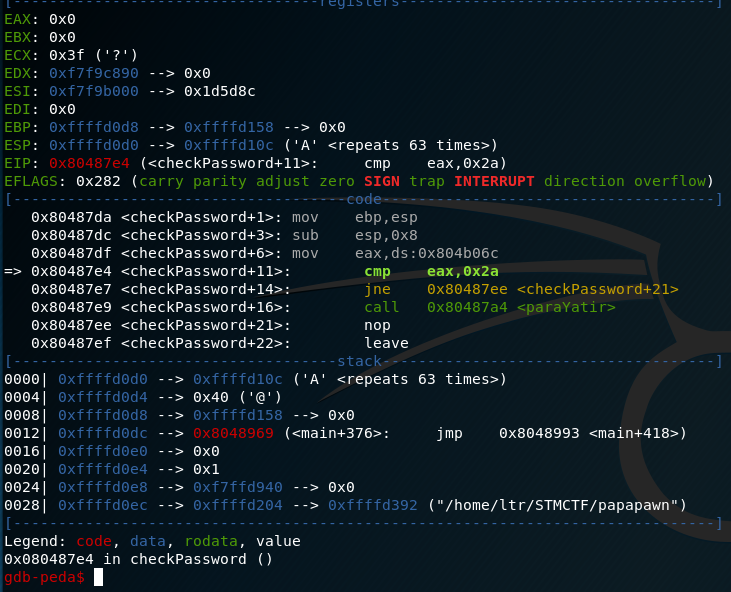 [------------------------------------registers-------------------------------------]
EAX: 0x0
EBX: 0x0
ECX: 0x3f ('?')
EDX: 0xf7f9c890 --> 0x0
ESI: 0xf7f9b000 --> 0x1d5d8c
EDI: 0x0
EBP: 0xffffd0d8 --> 0xffffd158 --> 0x0
ESP: 0xffffd0d0 --> 0xffffd10c ('A' <repeats 63 times>)
EIP: 0x80487e4 (<checkPassword+11>:     cmp    eax,0x2a)
EFLAGS: 0x282 (carry parity adjust zero SIGN trap INTERRUPT direction overflow)
[-------------------------------------code-------------------------------------]
   0x80487da <checkPassword+1>: mov    ebp,esp
   0x80487dc <checkPassword+3>: sub    esp,0x8
   0x80487df <checkPassword+6>: mov    eax,ds:0x804b06c
=> 0x80487e4 <checkPassword+11>:        cmp    eax,0x2a
   0x80487e7 <checkPassword+14>:        jne    0x80487ee <checkPassword+21>
   0x80487e9 <checkPassword+16>:        call   0x80487a4 <paraYatir>
   0x80487ee <checkPassword+21>:        nop
   0x80487ef <checkPassword+22>:        leave
[------------------------------------stack-------------------------------------]
0000| 0xffffd0d0 --> 0xffffd10c ('A' <repeats 63 times>)
0004| 0xffffd0d4 --> 0x40 ('@')
0008| 0xffffd0d8 --> 0xffffd158 --> 0x0
0012| 0xffffd0dc --> 0x8048969 (<main+376>:     jmp    0x8048993 <main+418>)
0016| 0xffffd0e0 --> 0x0
0020| 0xffffd0e4 --> 0x1
0024| 0xffffd0e8 --> 0xf7ffd940 --> 0x0
0028| 0xffffd0ec --> 0xffffd204 --> 0xffffd392 ("/home/ltr/STMCTF/papapawn")
[------------------------------------------------------------------------------]
Legend: code, data, rodata, value
0x080487e4 in checkPassword ()
gdb-peda$